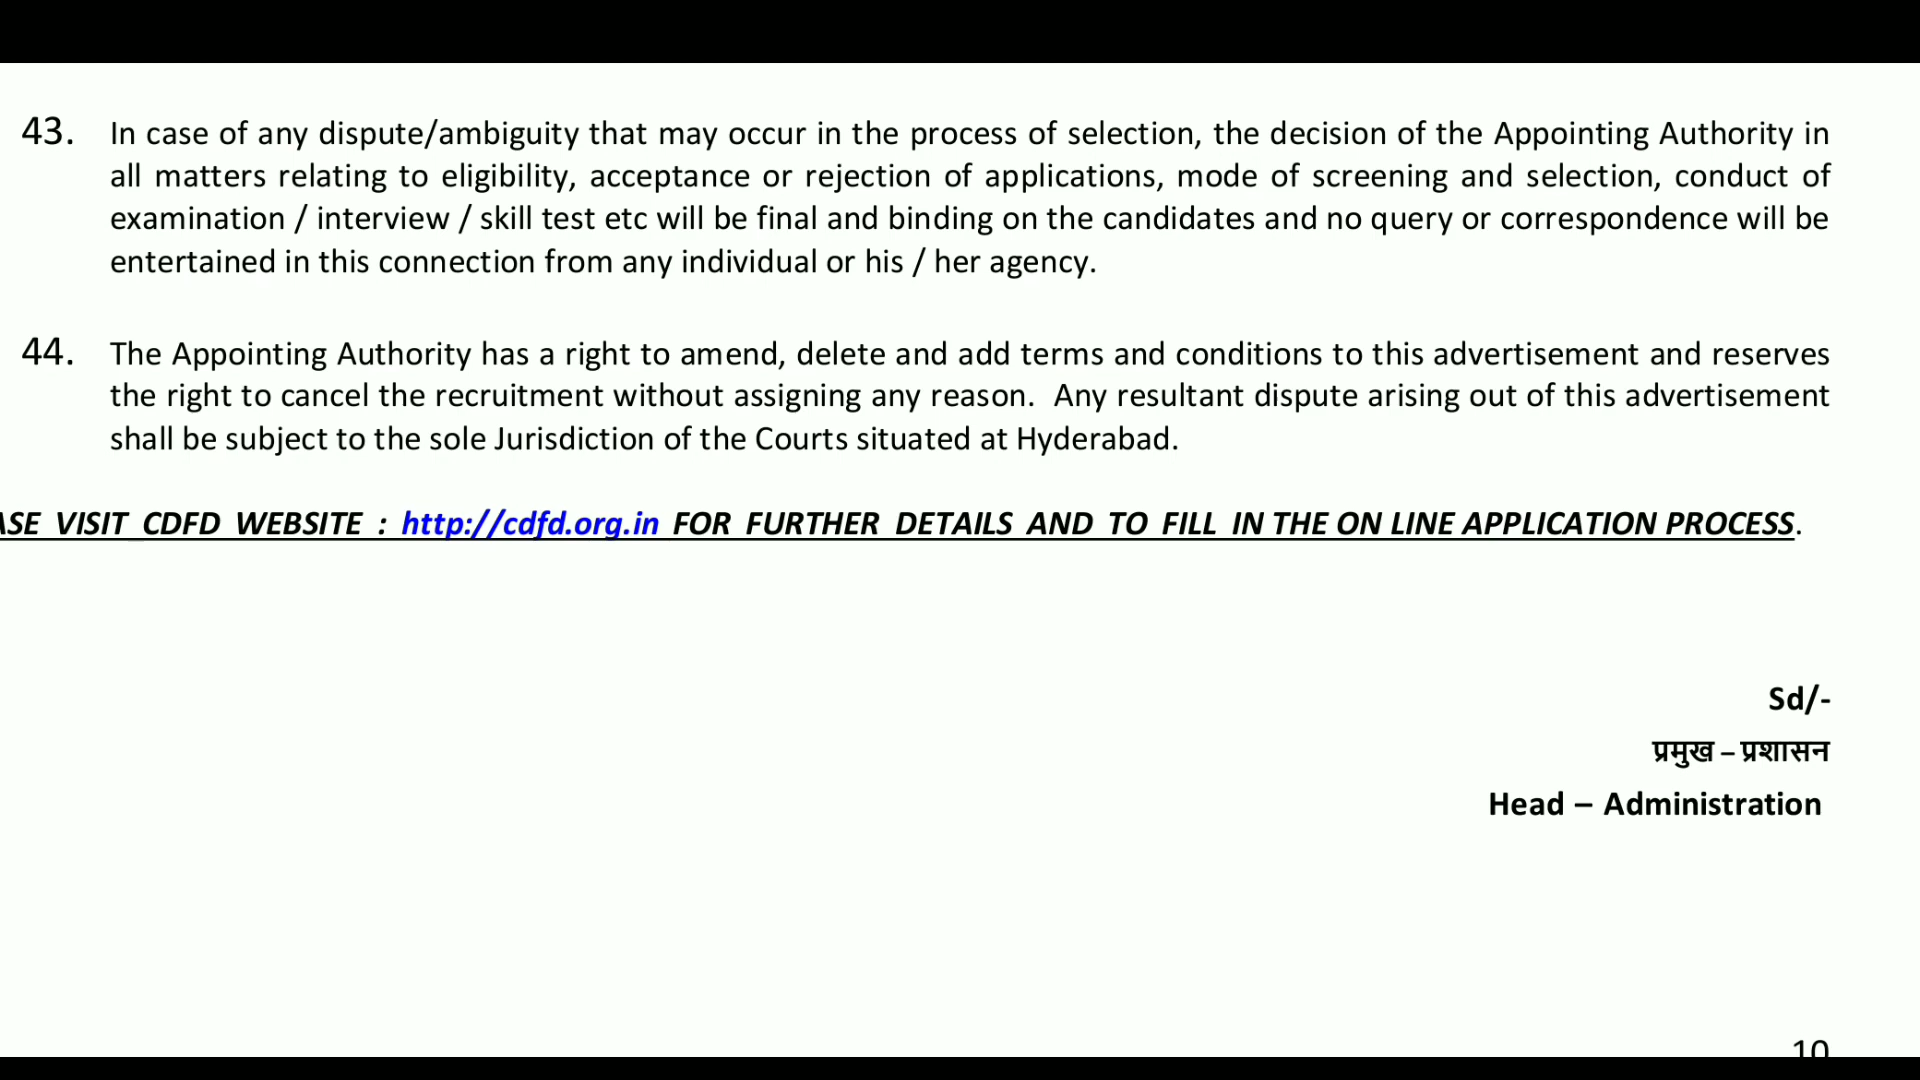 43. In case of any dispute/ambiguity that may occur in the process of selection, the decision of the Appointing Authority in
all matters relating to eligibility, acceptance or rejection of applications, mode of screening and selection, conduct of
examination / interview / skill test etc will be final and binding on the candidates and no query or correspondence will be
entertained in this connection from any individual or his / her agency.
44. The Appointing Authority has a right to amend, delete and add terms and conditions to this advertisement and reserves
the right to cancel the recruitment without assigning any reason. Any resultant dispute arising out of this advertisement
shall be subject to the sole Jurisdiction of the Courts situated at Hyderabad.
VISIT CDFD WEBSITE : http://cdfd.org.in FOR FURTHER DETAILS AND TO FILL IN THE ON LINE APPLICATION PROCESS.
Sd/-
प्रमुख – प्रशासन
Head – Administration
10